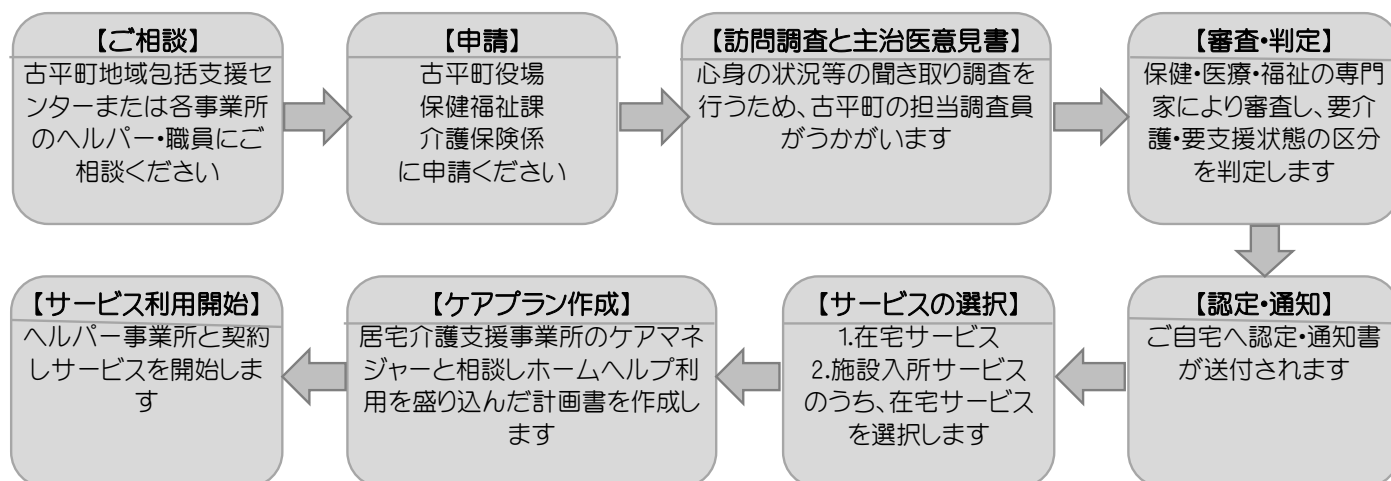 【ご相談】
古平町地域包括支援セ
ンターまたは各事業所
のヘルパー・職員にご
相談ください
【申請】
古平町役場
保健福祉課
介護保険係
に申請ください
【訪問調査と主治医意見書】
心身の状況等の聞き取り調査を
行うため、古平町の担当調査員
がうかがいます
【審査・判定】
保健・医療・福祉の専門
家により審査し、要介
護・要支援状態の区分
を判定します
【認定・通知】
ご自宅へ認定・通知書
が送付されます
【サービスの選択】
1.在宅サービス
2.施設入所サービス
のうち、在宅サービス
を選択します
【ケアプラン作成】
居宅介護支援事業所のケアマネ
ジャーと相談しホームヘルプ利
用を盛り込んだ計画書を作成し
ます
【サービス利用開始】
ヘルパー事業所と契約
しサービスを開始しま
す